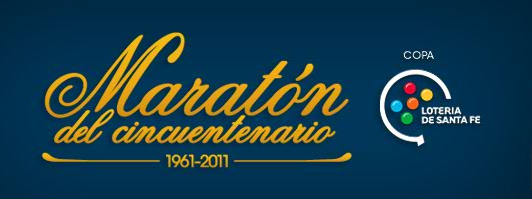 Maratón
del cincuentenario
1961-2011
COPA
LOTERIA
DE SANTA FE